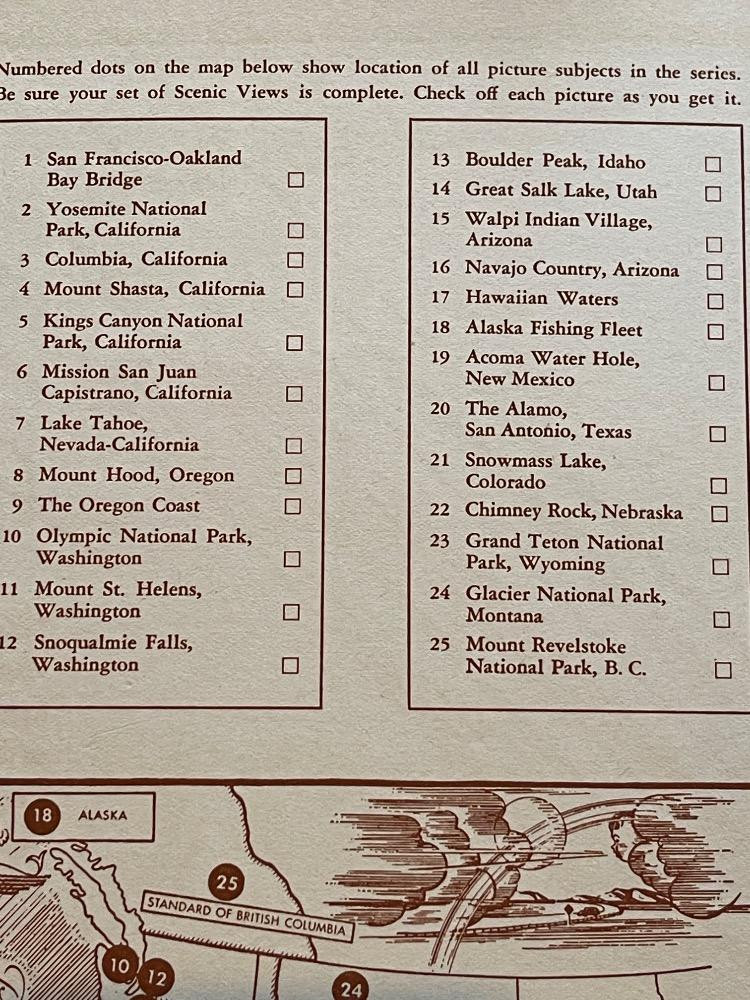 Numbered dots on the map below show location of all picture subjects in the series.
Be sure your set of Scenic Views is complete. Check off each picture as you get it.
1 San Francisco-Oakland
Bay Bridge
2 Yosemite National
Park, California
3 Columbia, California
4 Mount Shasta, California
5 Kings Canyon National
Park, California
6 Mission San Juan
Capistrano, California
7 Lake Tahoe,
Nevada-California
8 Mount Hood, Oregon
9 The Oregon Coast
10 Olympic National Park,
Washington
11 Mount St. Helens,
Washington
12 Snoqualmie Falls,
Washington
13 Boulder Peak, Idaho
14 Great Salk Lake, Utah
15 Walpi Indian Village,
Arizona
16 Navajo Country, Arizona
17 Hawaiian Waters
18 Alaska Fishing Fleet
19 Acoma Water Hole,
New Mexico
20 The Alamo,
San Antonio, Texas
21 Snowmass Lake,
Colorado
22 Chimney Rock, Nebraska
23 Grand Teton National
Park, Wyoming
24 Glacier National Park,
Montana
25 Mount Revelstoke
National Park, B. C.
18 ALASKA
25
STANDARD OF BRITISH COLUMBIA
10
12
24